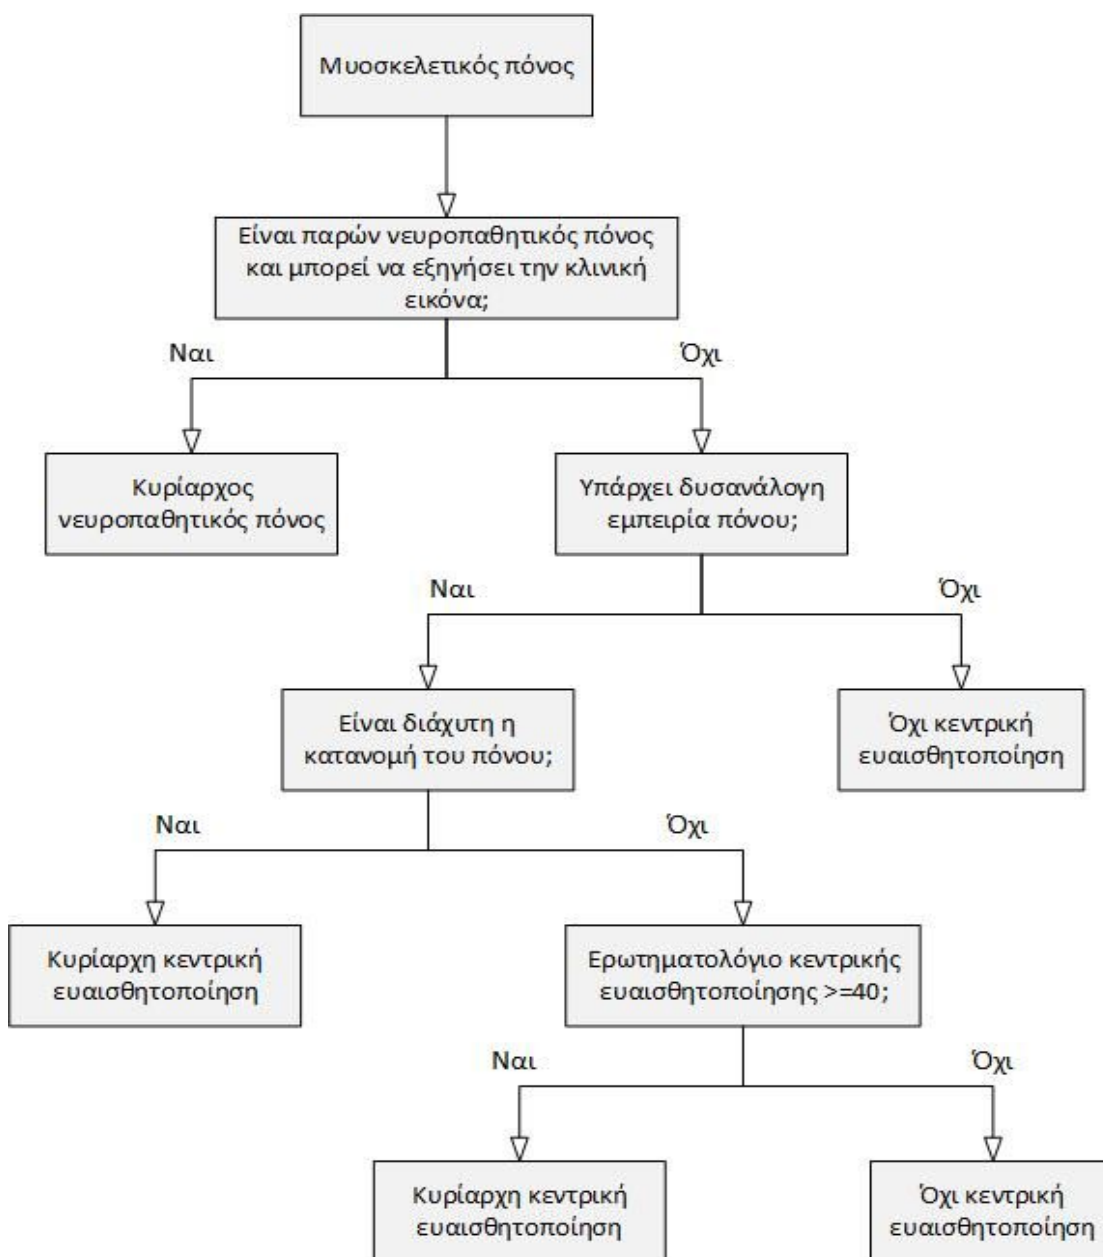 Μυοσκελετικός πόνος
Είναι παρών νευροπαθητικός πόνος
και μπορεί να εξηγήσει την κλινική
εικόνα;
Ναι
Όχι
Κυρίαρχος
νευροπαθητικός πόνος
Υπάρχει δυσανάλογη
εμπειρία πόνου;
Ναι
Όχι
Είναι διάχυτη η
κατανομή του πόνου;
Όχι κεντρική
ευαισθητοποίηση
Ναι
Όχι
Κυρίαρχη κεντρική
ευαισθητοποίηση
Ερωτηματολόγιο κεντρικής
ευαισθητοποίησης >=40;
Ναι
Όχι
Κυρίαρχη κεντρική
ευαισθητοποίηση
Όχι κεντρική
ευαισθητοποίηση